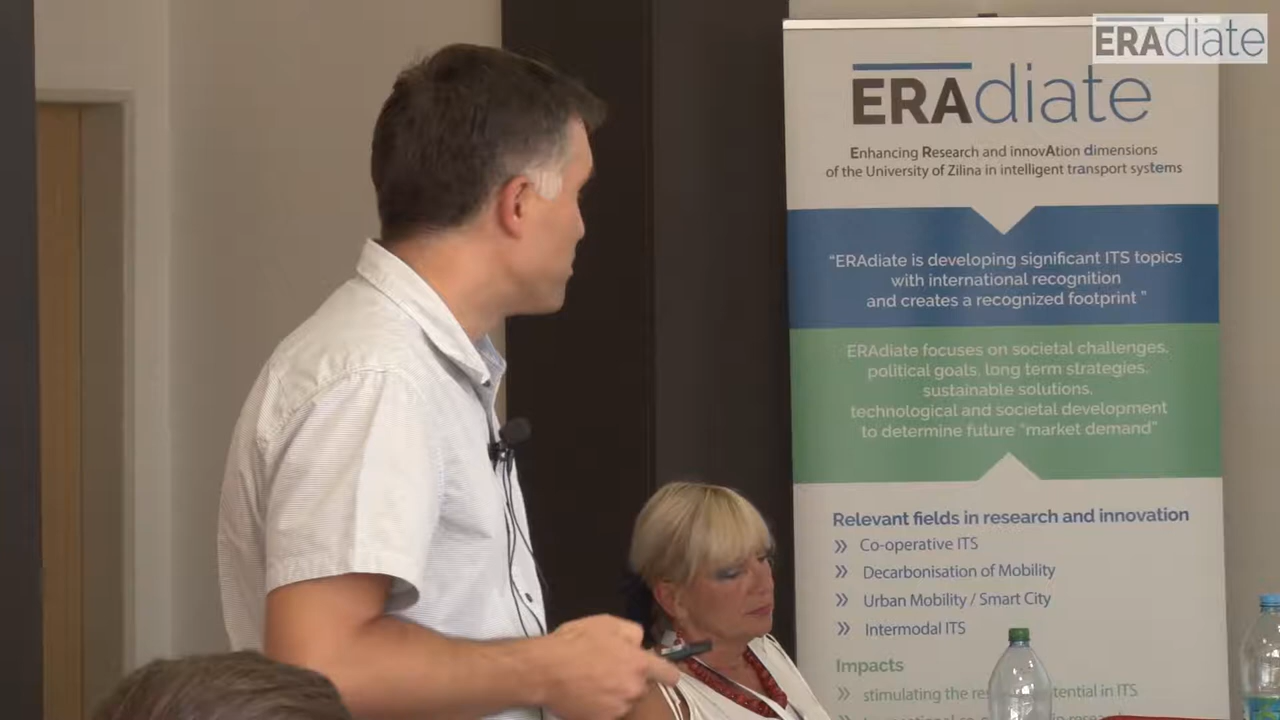 ERAdiate
ERAdiate
Enhancing Research and innovAtion dimensions
of the University of Zilina in intelligent transport systems
“ERAdiate is developing significant ITS topics
with international recognition
and creates a recognized footprint ”
ERAdiate focuses on societal challenges,
political goals, long term strategies,
sustainable solutions,
technological and societal development
to determine future “market demand”
Relevant fields in research and innovation
» Co-operative ITS
» Decarbonisation of Mobility
» Urban Mobility / Smart City
» Intermodal ITS
Impacts
» stimulating the in ITS